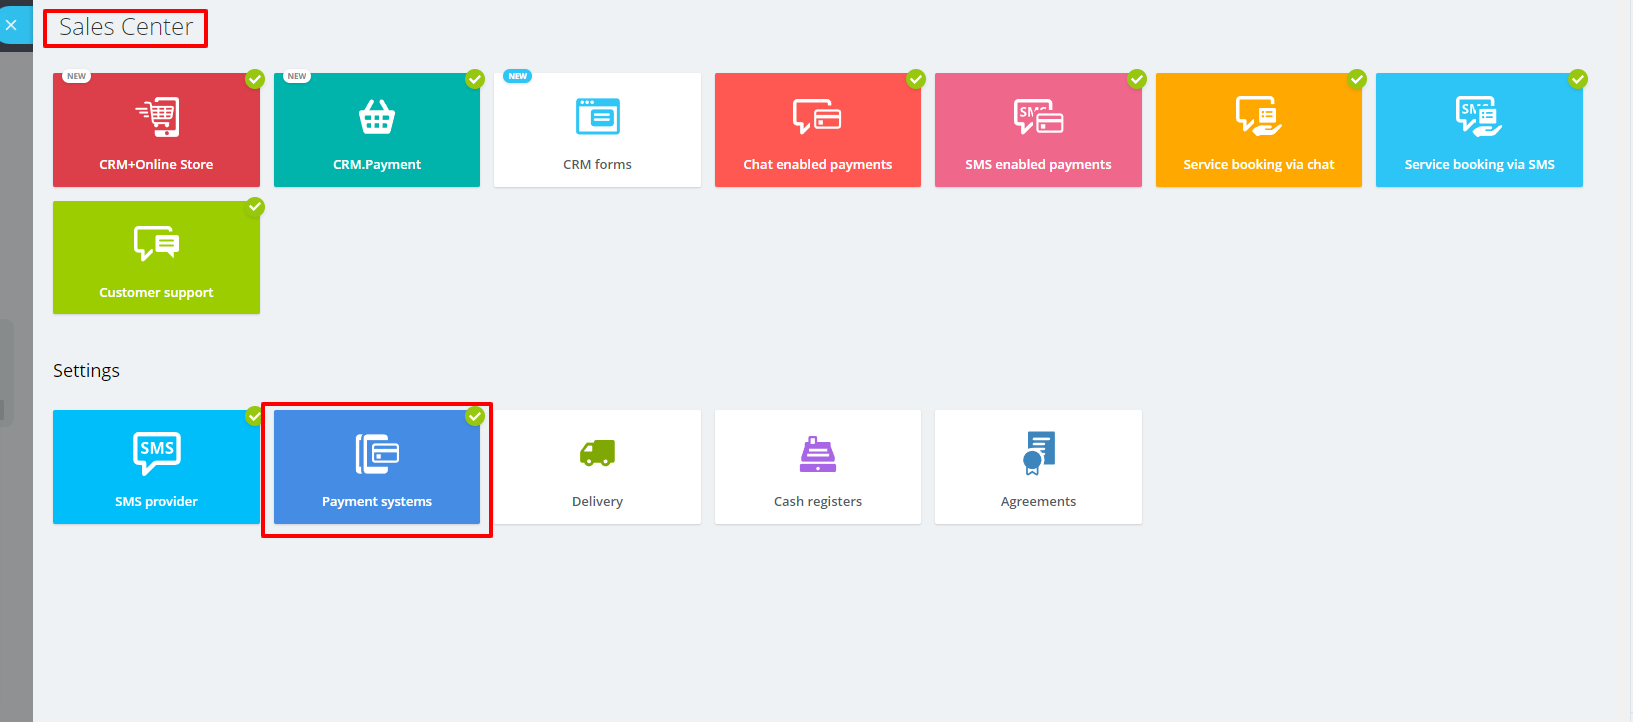 Sales Center
NEW
NEW
NEW
CRM+Online Store
CRM.Payment
CRM forms
Chat enabled payments
SMS
SMS enabled payments
Service booking via chat
SMS
Service booking via SMS
Customer support
Settings
SMS
SMS provider
Payment systems
Delivery
Cash registers
Agreements